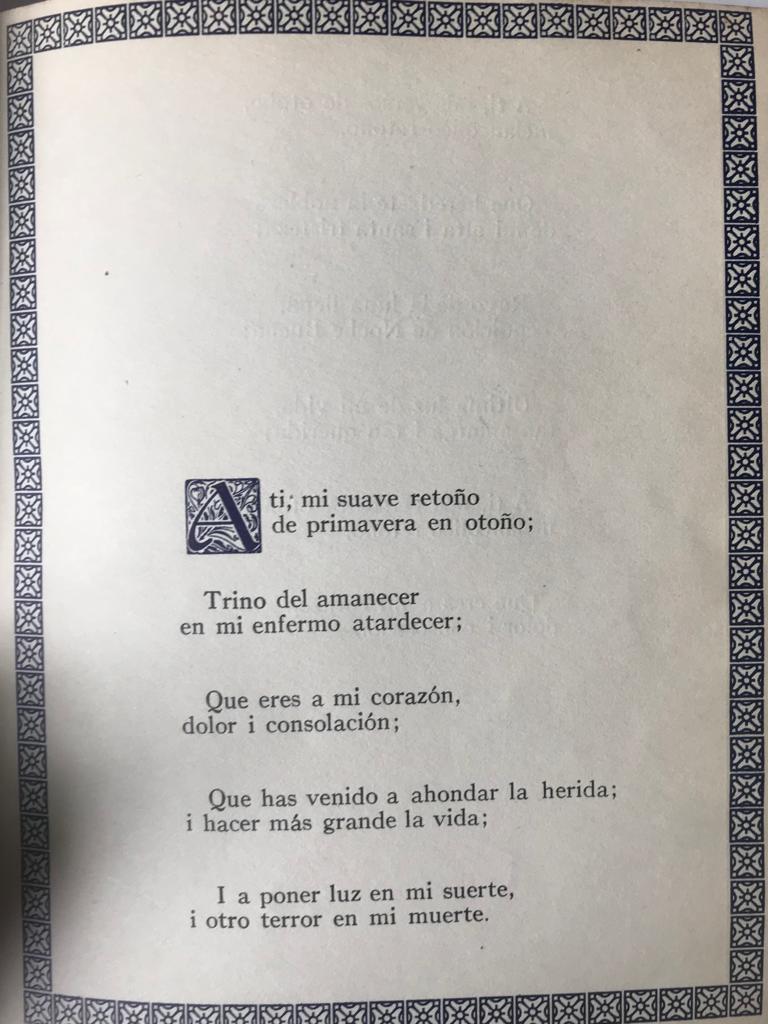 A ti, mi suave retoño
de primavera en otoño;
Trino del amanecer
en mi enfermo atardecer;
Que eres a mi corazón,
dolor i consolación;
Que has venido a ahondar la herida;
i hacer más grande la vida;
I a poner luz en mi suerte,
i otro terror en mi muerte.